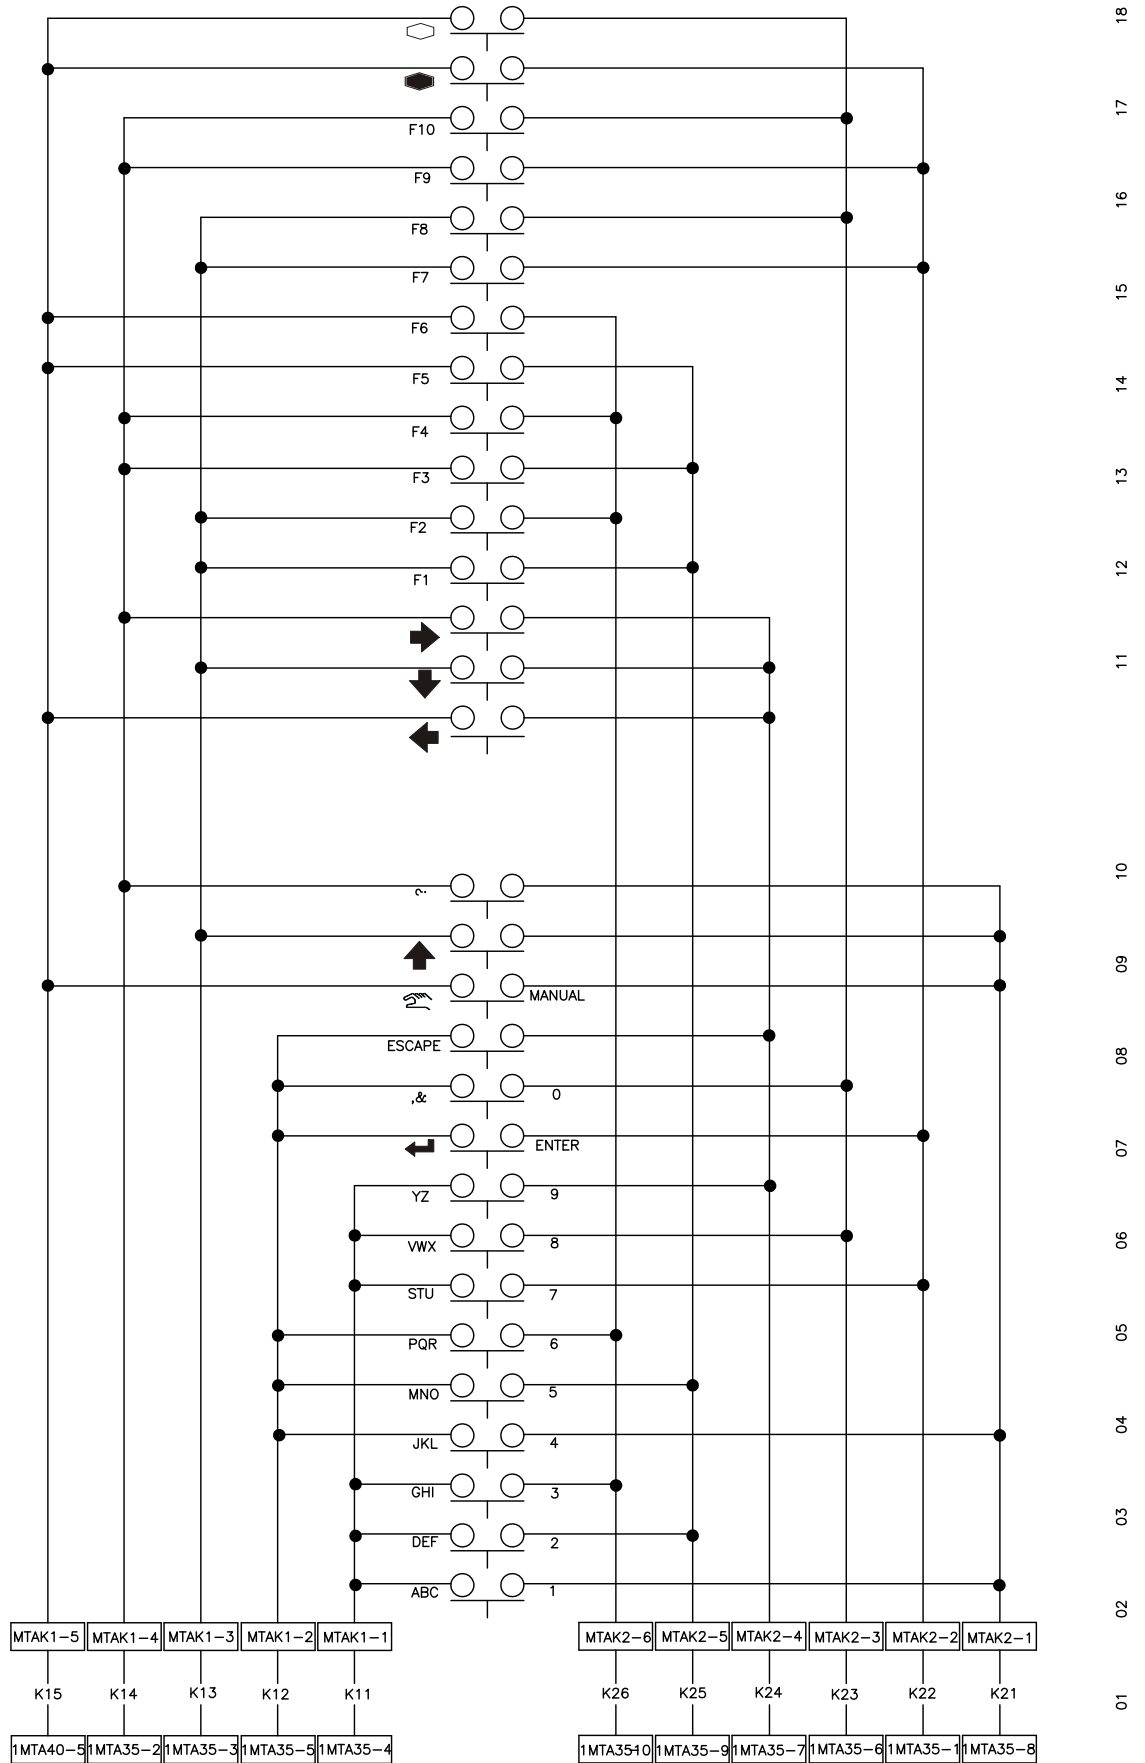 18
17
F10
F9
16
F8
F7
15
F6
F5
14
F4
F3
13
F2
12
F1
11
10
?
09
MANUAL
ESCAPE
08
,& 0
ENTER
07
YZ 9
VWX 8
06
STU 7
PQR 6
05
MNO 5
JKL 4
04
GHI 3
03
DEF 2
ABC 1
02
MTAK1-5 MTAK1-4 MTAK1-3 MTAK1-2 MTAK1-1 MTAK2-6 MTAK2-5 MTAK2-4 MTAK2-3 MTAK2-2 MTAK2-1
K15 K14 K13 K12 K11 K26 K25 K24 K23 K22 K21
01
1MTA40-5 1MTA35-2 1MTA35-3 1MTA35-5 1MTA35-4 1MTA35-10 1MTA35-9 1MTA35-7 1MTA35-6 1MTA35-1 1MTA35-8